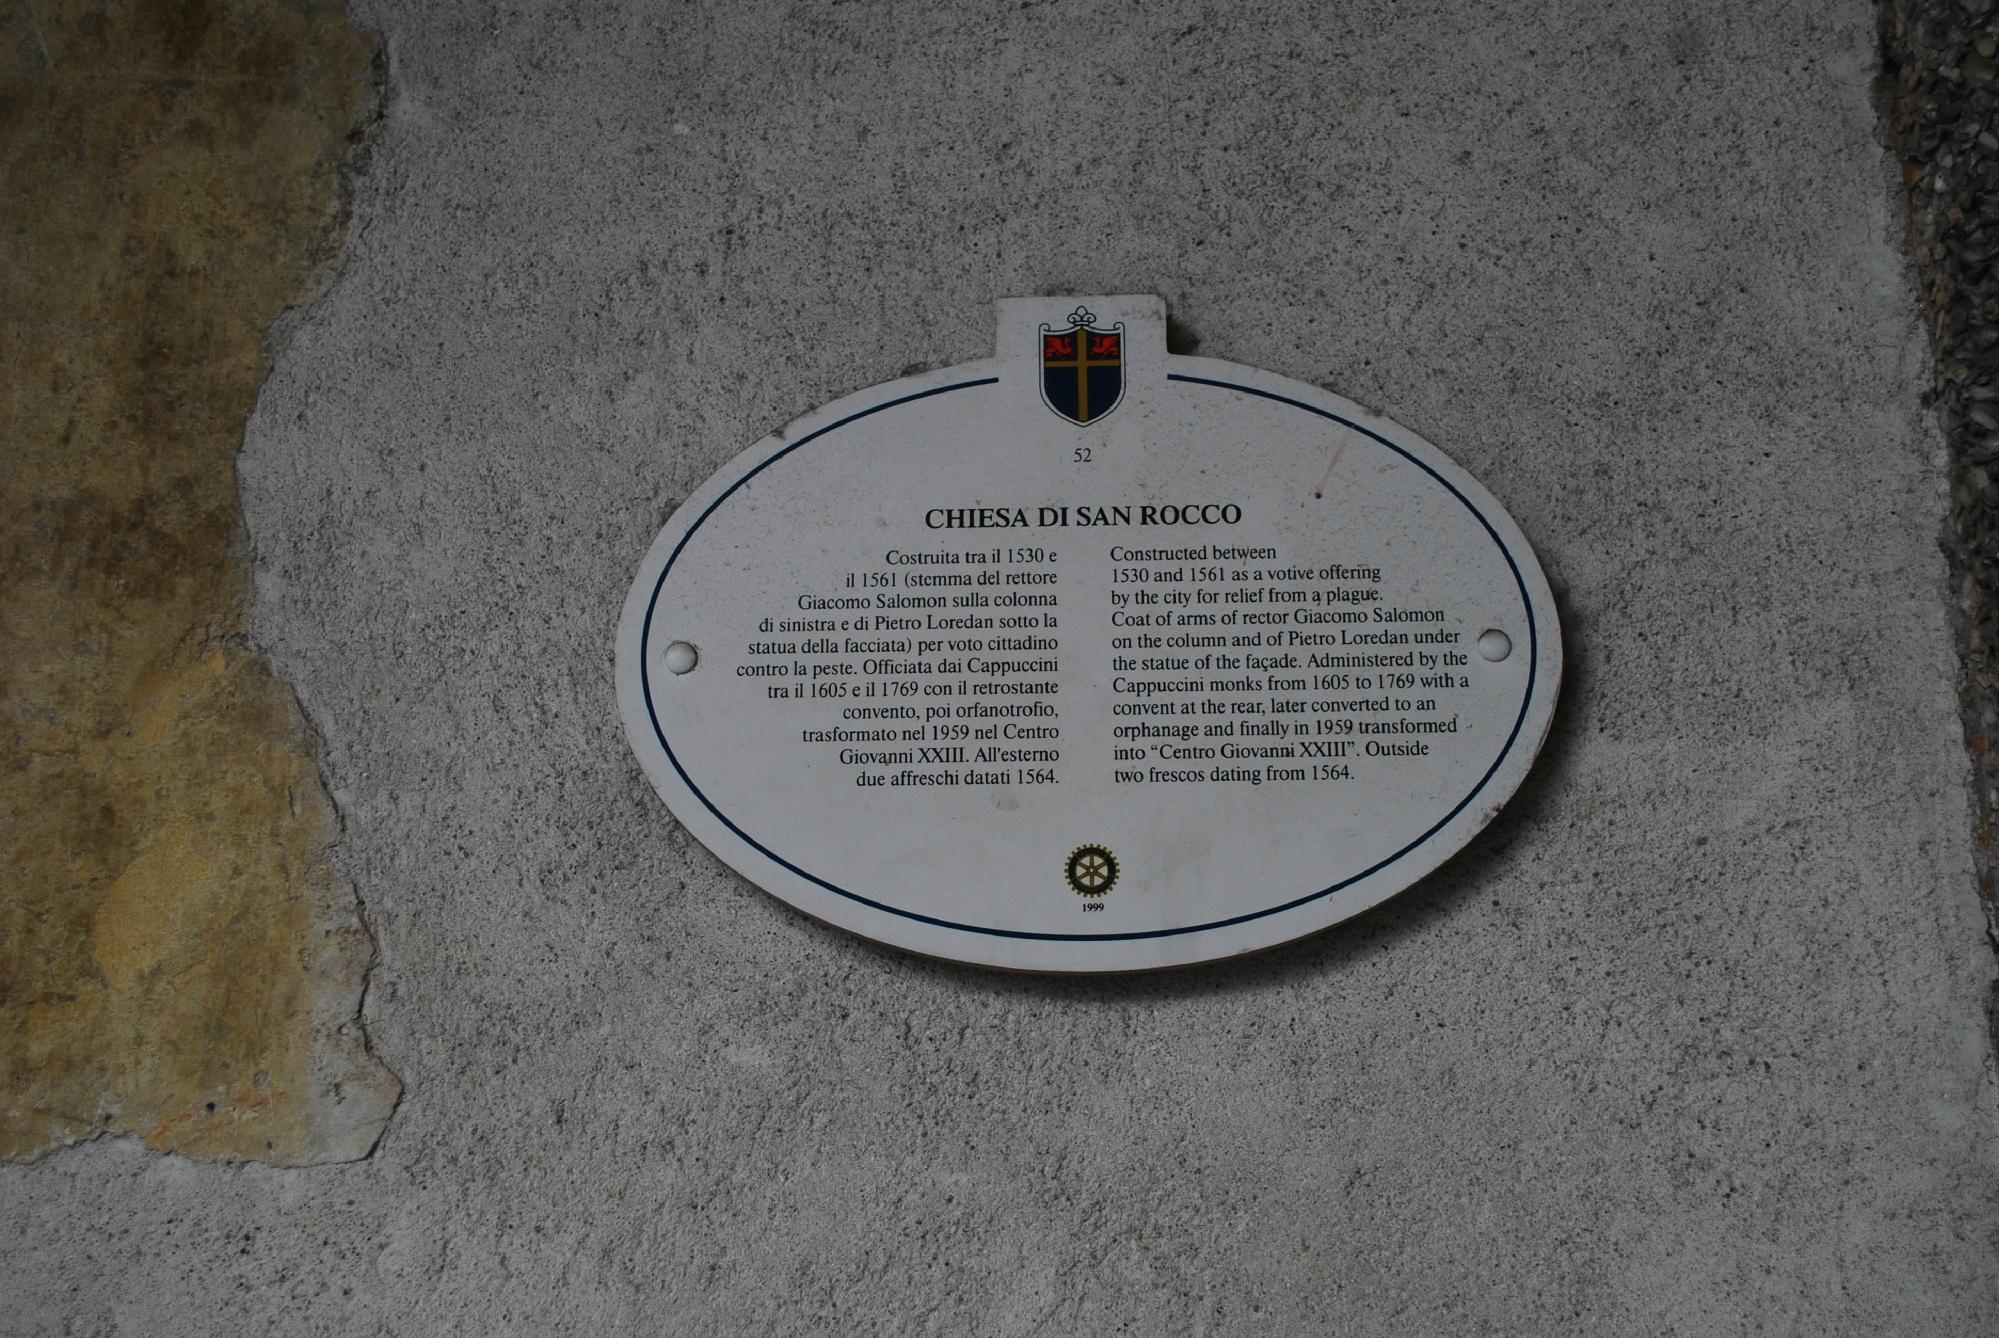 52
CHIESA DI SAN ROCCO
Costruita tra il 1530 e
il 1561 (stemma del rettore
Giacomo Salomon sulla colonna
di sinistra e di Pietro Loredan sotto la
statua della facciata) per voto cittadino
contro la peste. Officiata dai Cappuccini
tra il 1605 e il 1769 con il retrostante
convento, poi orfanotrofio,
trasformato nel 1959 nel Centro
Giovanni XXIII. All'esterno
due affreschi datati 1564.
Constructed between
1530 and 1561 as a votive offering
by the city for relief from a plague.
Coat of arms of rector Giacomo Salomon
on the column and of Pietro Loredan under
the statue of the façade. Administered by the
Cappuccini monks from 1605 to 1769 with a
convent at the rear, later converted to an
orphanage and finally in 1959 transformed
into “Centro Giovanni XXIII”. Outside
two frescos dating from 1564.
1999